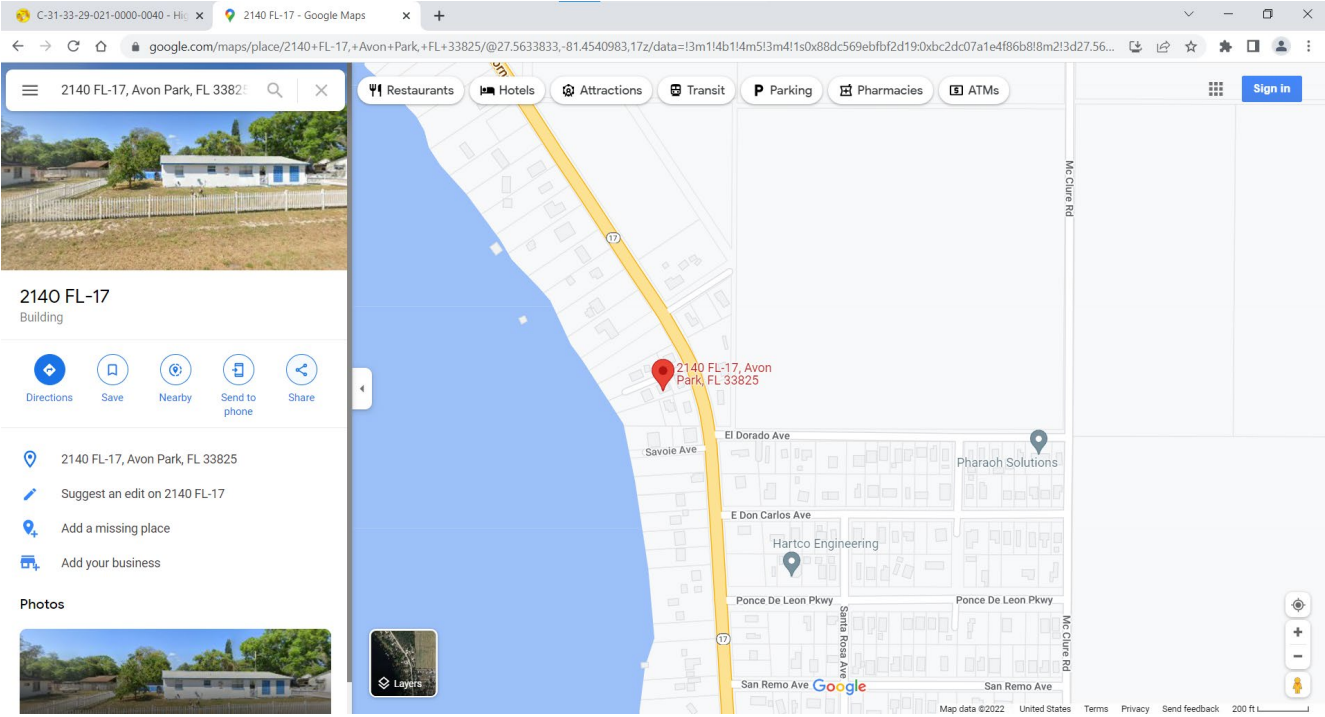 C-31-33-29-021-0000-0040 - Hig
2140 FL-17 - Google Maps
google.com/maps/place/2140+FL-17,+Avon+Park,+FL+33825/@27.5633833,-81.4540983,17z/data=!3m1!4b1!4m5!3m4!1s0x88dc569ebfbf2d19:0xbc2dc07a1e4f86b8!8m2!3d27.56...
2140 FL-17, Avon Park, FL 33825
Restaurants
Hotels
Attractions
Transit
Parking
Pharmacies
ATMs
Sign in
2140 FL-17
Building
Directions
Save
Nearby
Send to
phone
Share
2140 FL-17, Avon Park, FL 33825
Suggest an edit on 2140 FL-17
Add a missing place
Add your business
Photos
Layers
Mc Clure Rd
17
2140 FL-17, Avon
Park, FL 33825
El Dorado Ave
Savoie Ave
Pharaoh Solutions
E Don Carlos Ave
Hartco Engineering
Ponce De Leon Pkwy
Ponce De Leon Pkwy
Santa Rosa Ave
Mc Clure Rd
17
San Remo Ave
Google
San Remo Ave
Map data ©2022
United States
Terms
Privacy
Send feedback
200 ft